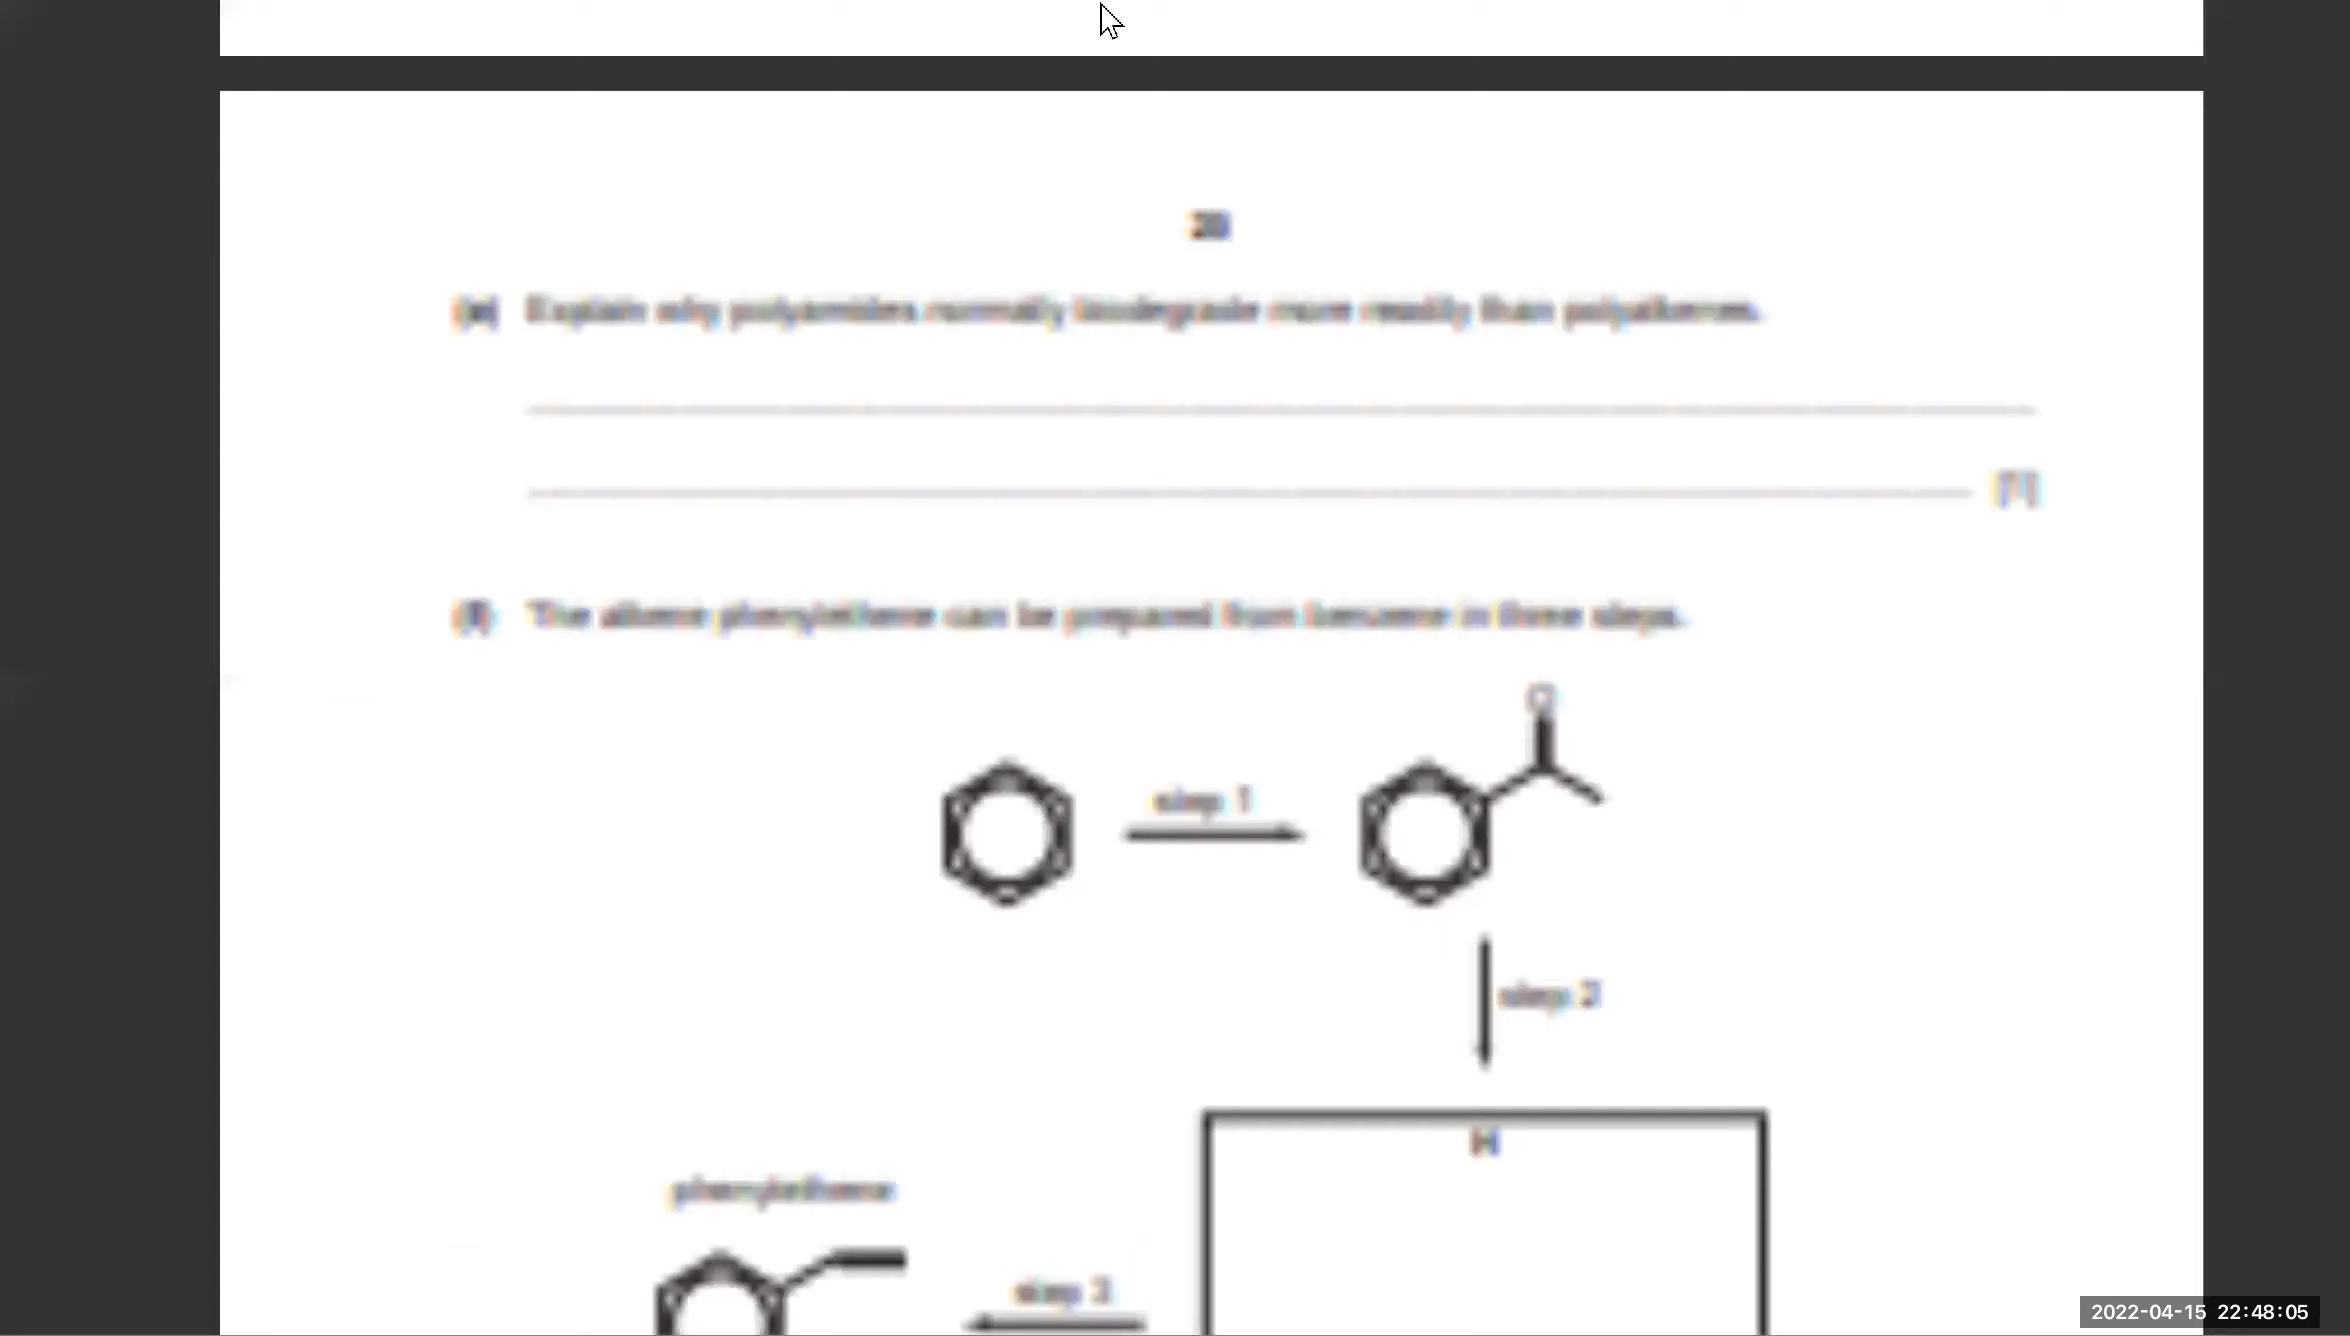 20
(e) Explain why polyamides normally biodegrade more readily than polyalkenes.
[1]
(f) The alkene phenylethene can be prepared from benzene in three steps.
O
step 1
step 2
H
phenylethene
step 3
2022-04-15 22:48:05